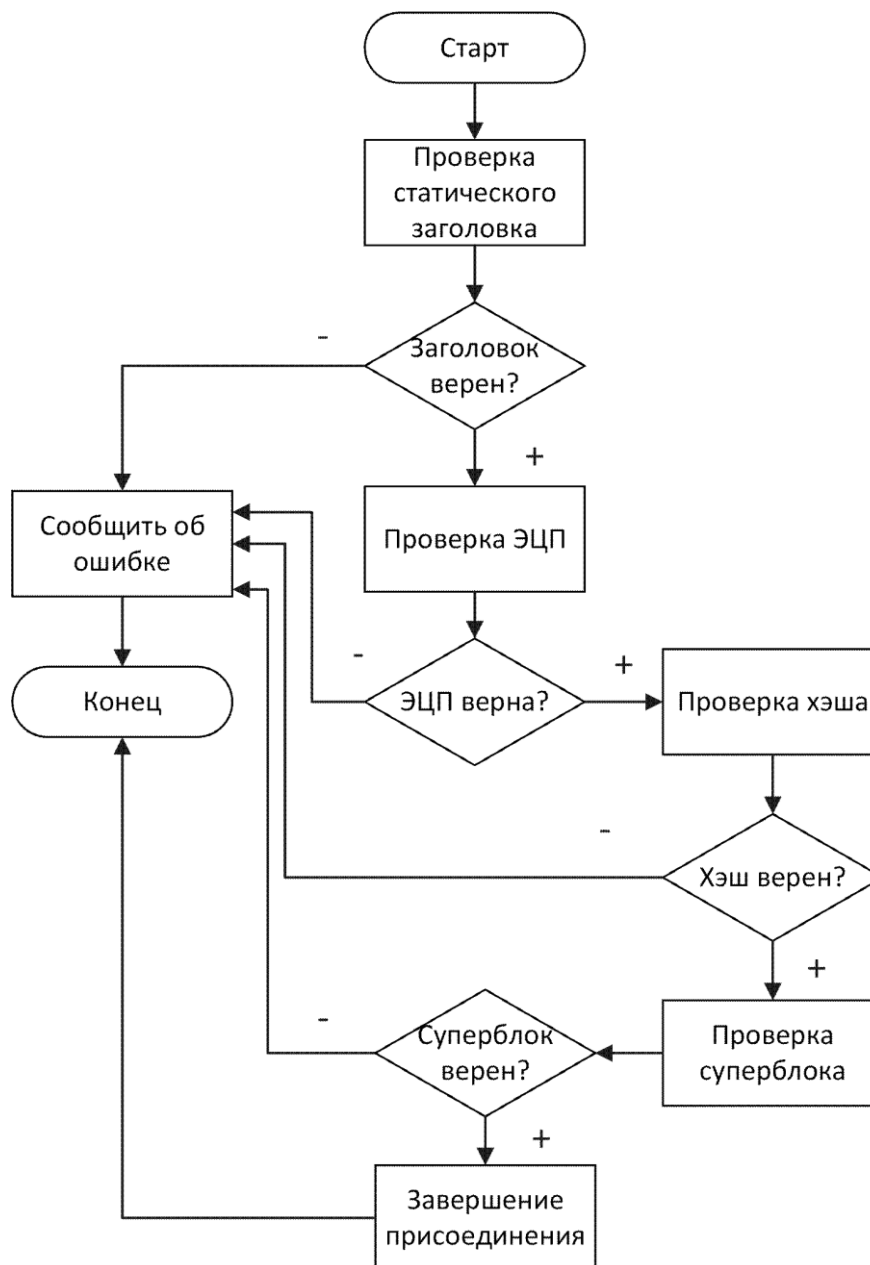 Старт
Проверка
статического
заголовка
-
Заголовок
верен?
+
Сообщить об
ошибке
Проверка ЭЦП
-
+
Конец
ЭЦП верна?
Проверка хэша
-
Хэш верен?
+
-
Суперблок
верен?
Проверка
суперблока
+
Завершение
присоединения